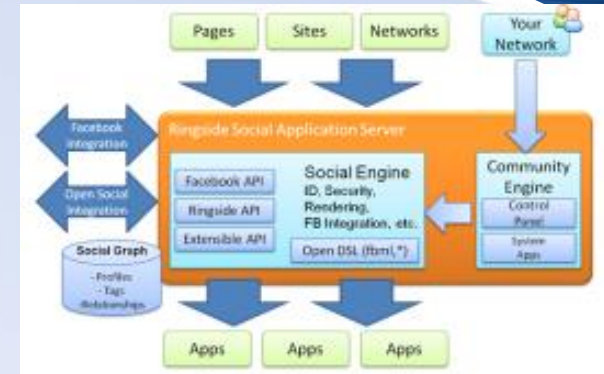 Pages
Sites
Networks
Your
Network
Facebook
Integration
Ringside Social Application Server
Open Social
Integration
Facebook API
Ringside API
Extensible API
Social Engine
ID, Security,
Rendering,
FB Integration, etc.
Open DSL (fbml,*)
Community
Engine
Control
Panel
System
Apps
Social Graph
- Profiles
- Tags
-Relationships
Apps
Apps
Apps